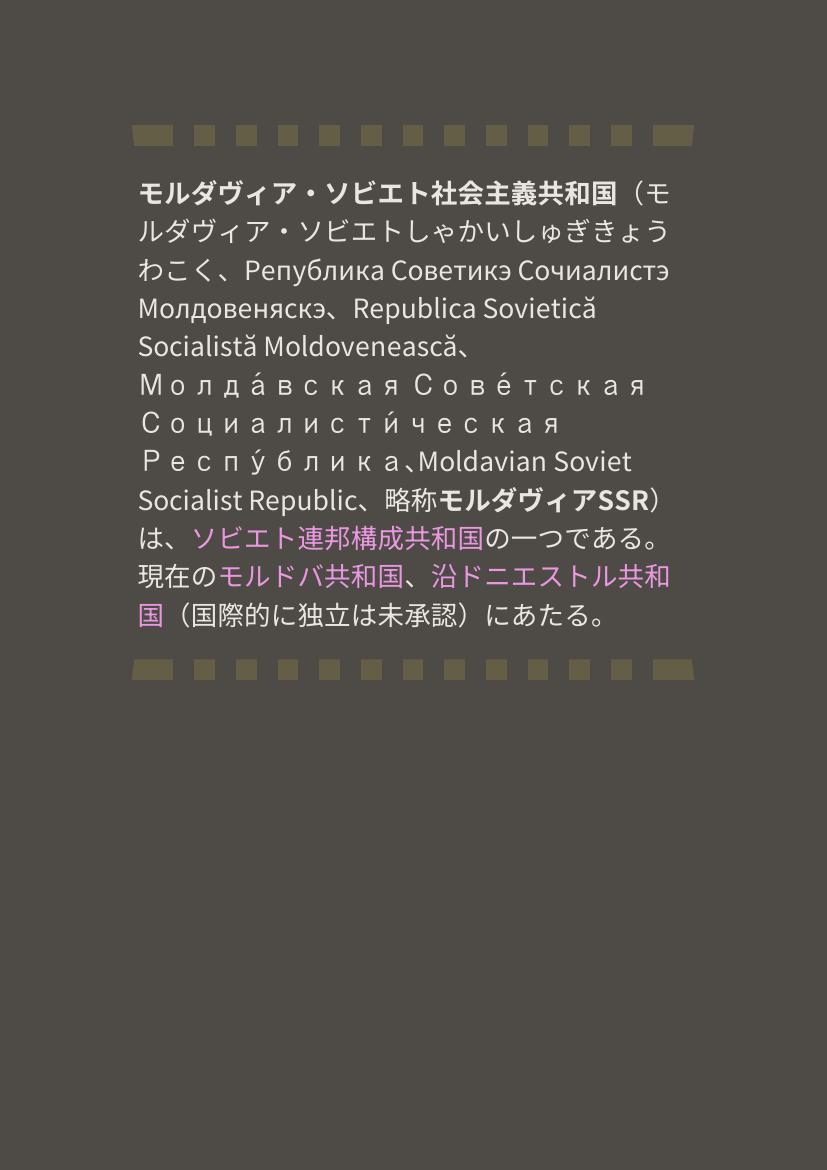 モルダヴィア・ソビエト社会主義共和国（モ
ルダヴィア・ソビエトしゃかいしゅぎきょう
わこく、Република Советикэ Сочиалистэ
Молдовеняскэ、Republica Sovietică
Socialistă Moldovenească、
Молда́вская Сове́тская
Социалисти́ческая
Респу́блика、Moldavian Soviet
Socialist Republic、略称モルダヴィアSSR）
は、ソビエト連邦構成共和国の一つである。
現在のモルドバ共和国、沿ドニエストル共和
国（国際的に独立は未承認）にあたる。